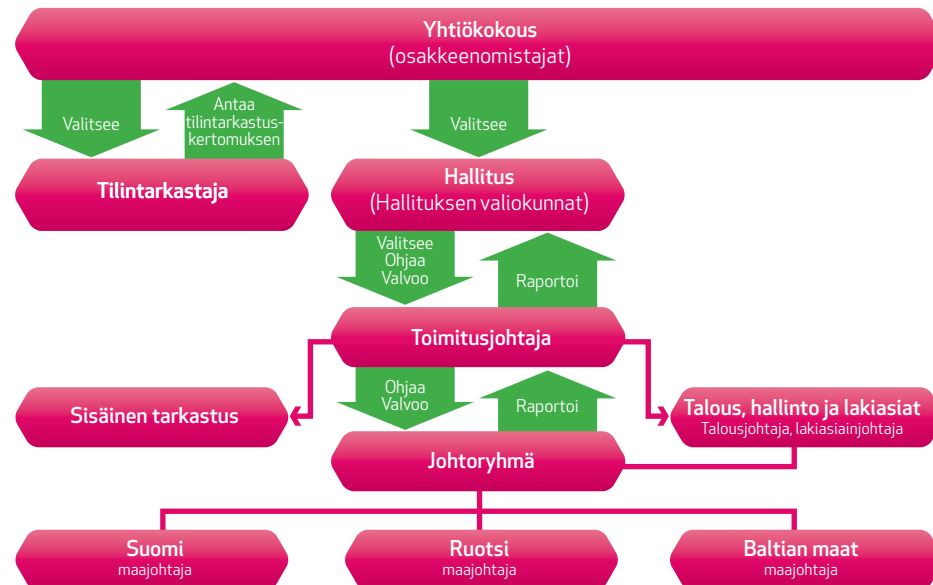 Yhtiökokous
(osakkeenomistajat)
Valitsee
Antaa
tilintarkastus-
kertomuksen
Valitsee
Tilintarkastaja
Hallitus
(Hallituksen valiokunnat)
Valitsee
Ohjaa
Valvoo
Raportoi
Toimitusjohtaja
Sisäinen tarkastus
Ohjaa
Valvoo
Raportoi
Talous, hallinto ja lakiasiat
Talousjohtaja, lakiasiainjohtaja
Johtoryhmä
Suomi
maajohtaja
Ruotsi
maajohtaja
Baltian maat
maajohtaja